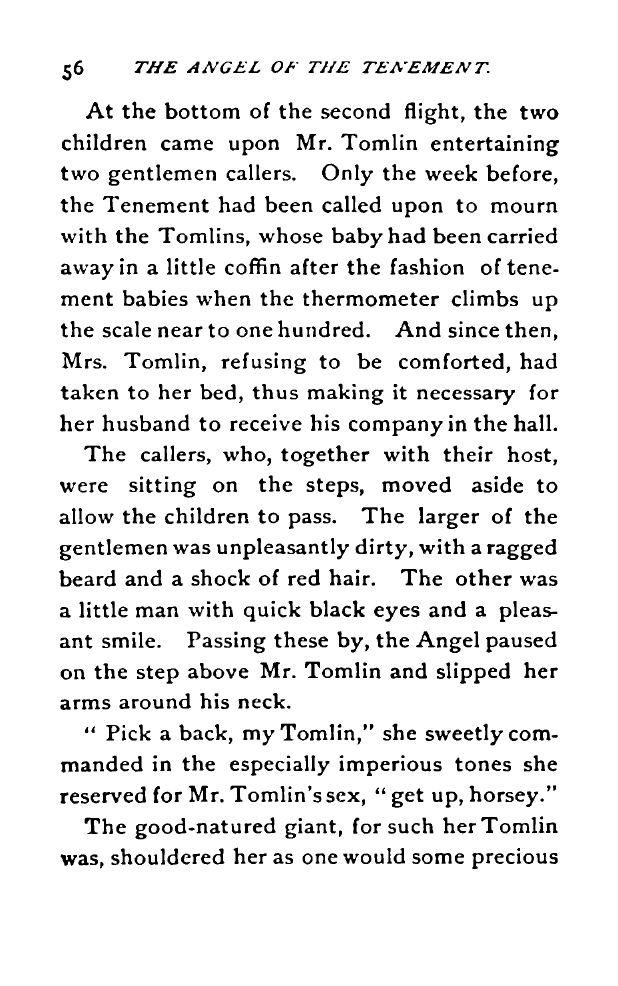 56 THE ANGEL OF THE TENEMENT.
At the bottom of the second flight, the two
children came upon Mr. Tomlin entertaining
two gentlemen callers. Only the week before,
the Tenement had been called upon to mourn
with the Tomlins, whose baby had been carried
away in a little coffin after the fashion of tene-
ment babies when the thermometer climbs up
the scale near to one hundred. And since then,
Mrs. Tomlin, refusing to be comforted, had
taken to her bed, thus making it necessary for
her husband to receive his company in the hall.
The callers, who, together with their host,
were sitting on the steps, moved aside to
allow the children to pass. The larger of the
gentlemen was unpleasantly dirty, with a ragged
beard and a shock of red hair. The other was
a little man with quick black eyes and a pleas-
ant smile. Passing these by, the Angel paused
on the step above Mr. Tomlin and slipped her
arms around his neck.
" Pick a back, my Tomlin," she sweetly com-
manded in the especially imperious tones she
reserved for Mr. Tomlin's sex, " get up, horsey."
The good-natured giant, for such her Tomlin
was, shouldered her as one would some precious